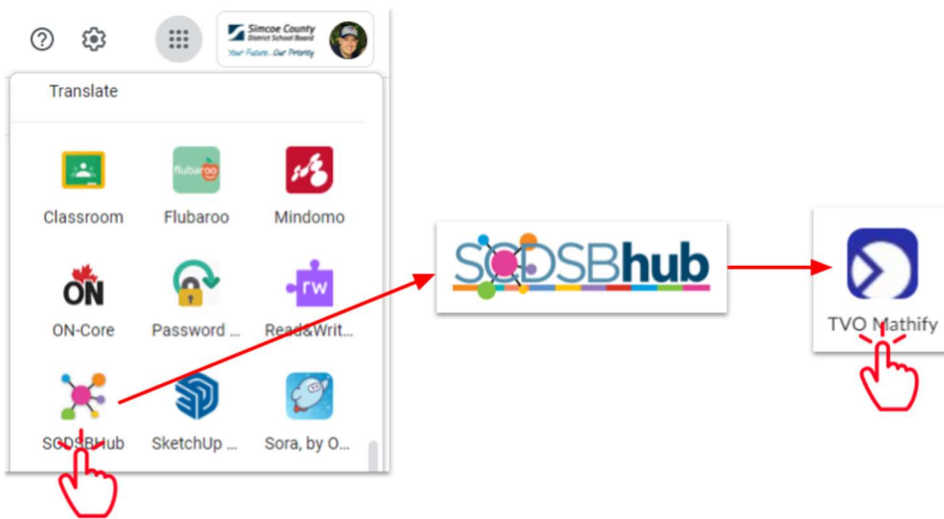 Simcoe County
District School Board
Your Future. Our Priority
Translate
Classroom
flubaroo
Flubaroo
Mindomo
ON
ON-Core
Password ...
rw
Read&Writ...
SCDSBHub
SketchUp ...
Sora, by O...
SCDSBhub
TVO Mathify